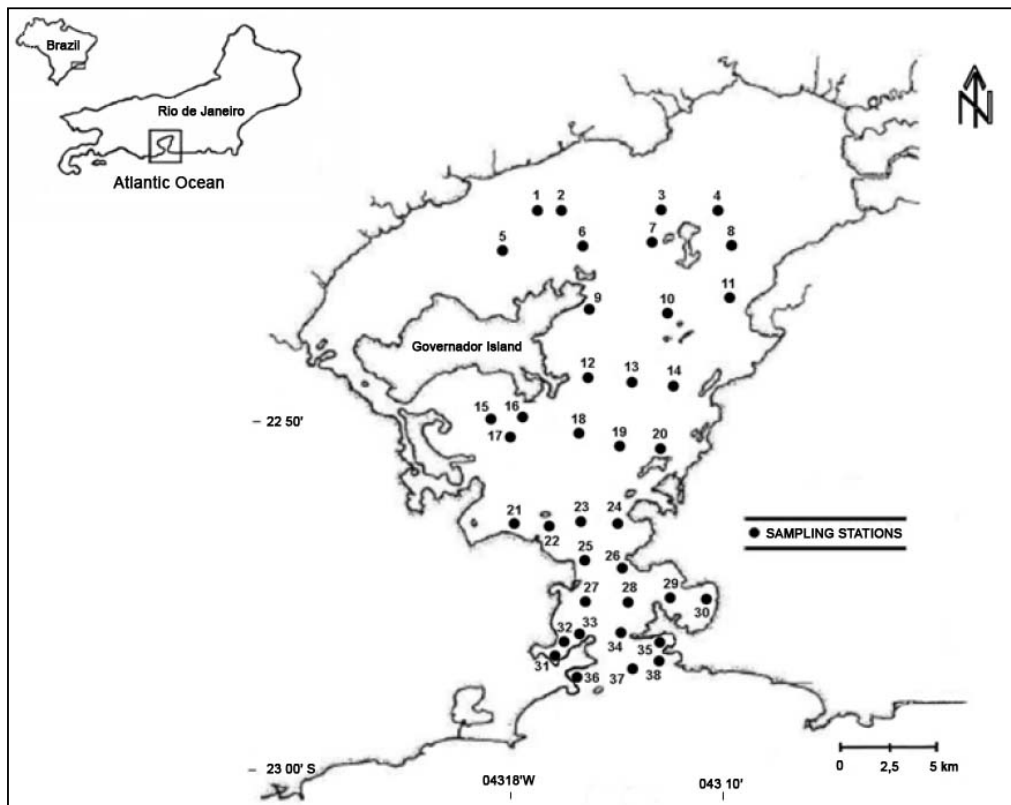 Brazil
Rio de Janeiro
Atlantic Ocean
N
1 2 3 4
5 6 7 8
9 10 11
Governador Island
12 13 14
15 16
– 22 50'
17 18 19 20
21 22 23 24
● SAMPLING STATIONS
25 26
27 28 29 30
31 32 33 34 35
36 37 38
– 23 00' S
04318'W
043 10'
0 2,5 5 km